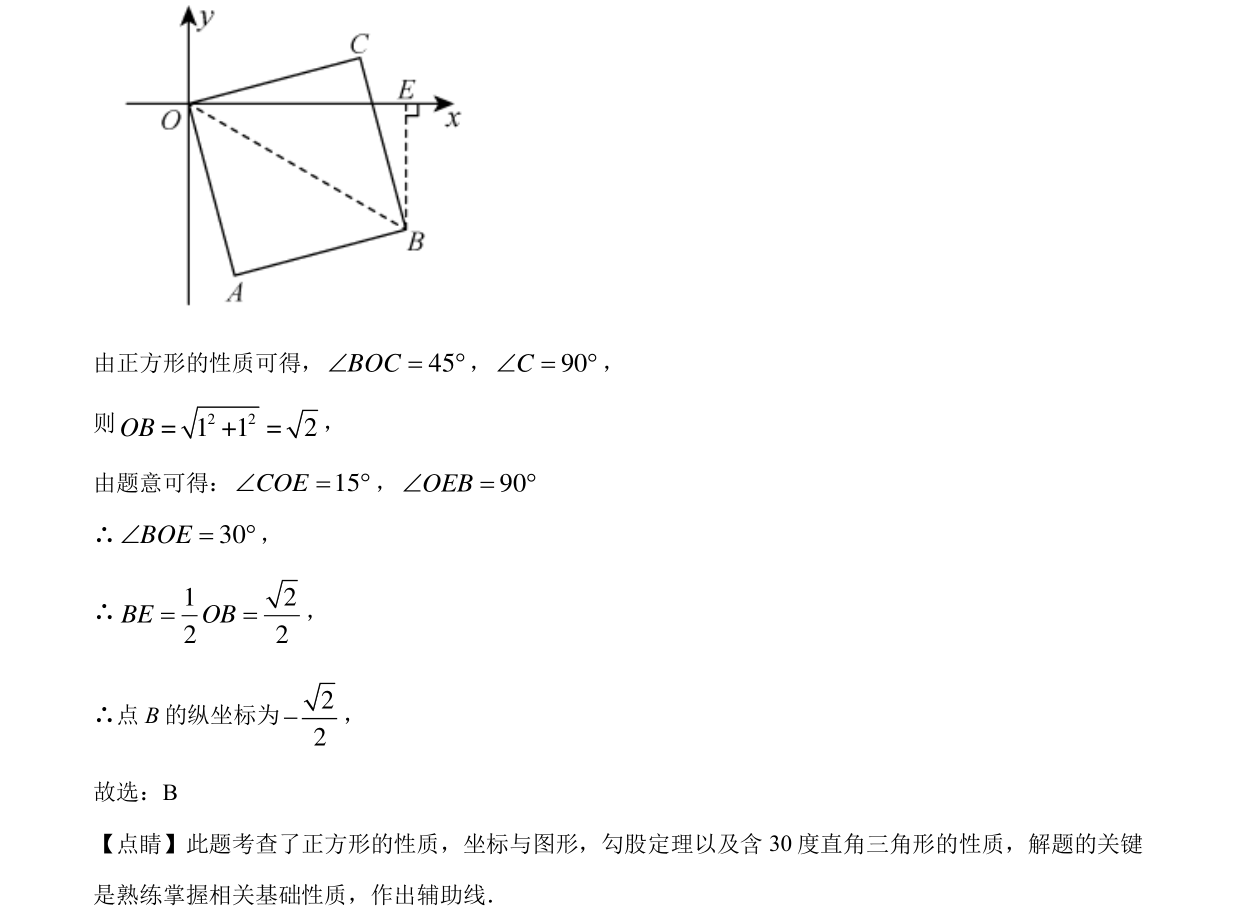 y
C
E
O
x
B
A
由正方形的性质可得，∠BOC = 45°，∠C = 90°，
则 OB = √(1² +1²) = √2，
由题意可得：∠COE = 15°，∠OEB = 90°
∴ ∠BOE = 30°，
∴ BE = 1/2 OB = √2/2，
∴点 B 的纵坐标为 −√2/2，
故选：B
【点睛】此题考查了正方形的性质，坐标与图形，勾股定理以及含 30 度直角三角形的性质，解题的关键
是熟练掌握相关基础性质，作出辅助线．